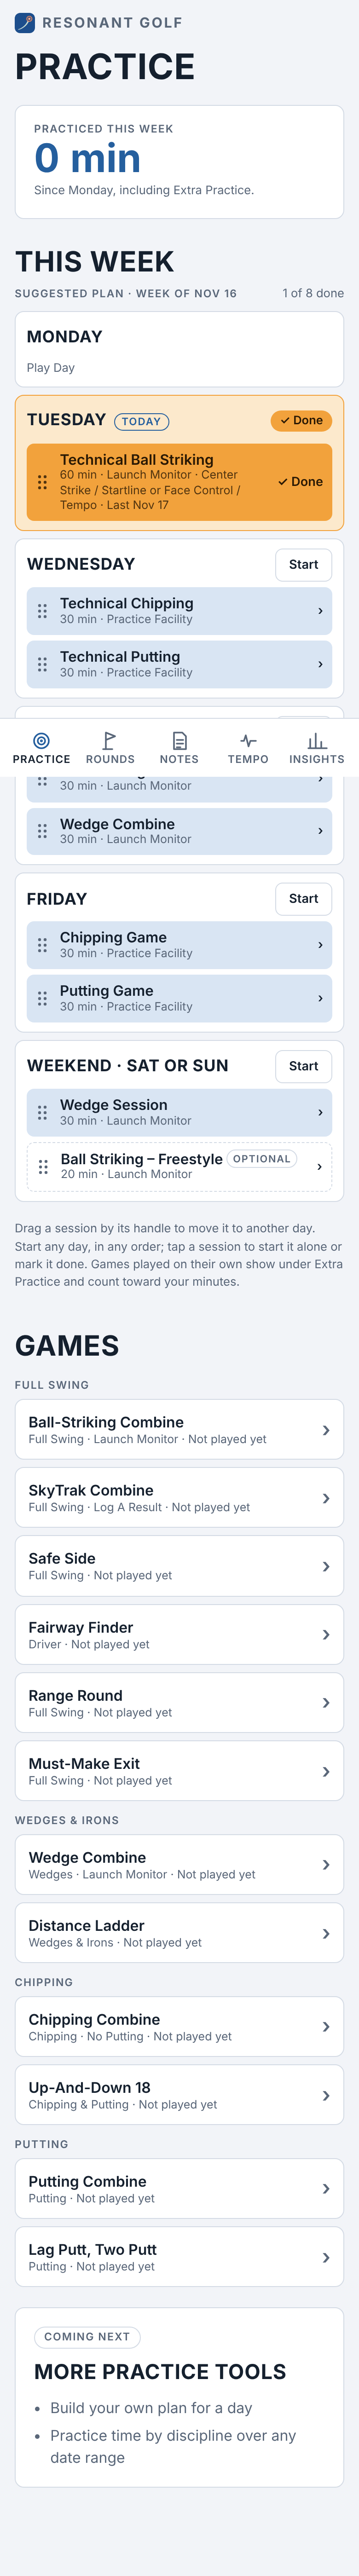 RESONANT GOLF
PRACTICE
PRACTICED THIS WEEK
0 min
Since Monday, including Extra Practice.
THIS WEEK
SUGGESTED PLAN · WEEK OF NOV 16
1 of 8 done
MONDAY
Play Day
TUESDAY
TODAY
✓ Done
Technical Ball Striking
60 min · Launch Monitor · Center
Strike / Startline or Face Control /
Tempo · Last Nov 17
✓ Done
WEDNESDAY
Start
Technical Chipping
30 min · Practice Facility
Technical Putting
30 min · Practice Facility
PRACTICE
ROUNDS
NOTES
TEMPO
INSIGHTS
30 min · Launch Monitor
Wedge Combine
30 min · Launch Monitor
FRIDAY
Start
Chipping Game
30 min · Practice Facility
Putting Game
30 min · Practice Facility
WEEKEND · SAT OR SUN
Start
Wedge Session
30 min · Launch Monitor
Ball Striking – Freestyle
OPTIONAL
20 min · Launch Monitor
Drag a session by its handle to move it to another day.
Start any day, in any order; tap a session to start it alone or
mark it done. Games played on their own show under Extra
Practice and count toward your minutes.
GAMES
FULL SWING
Ball-Striking Combine
Full Swing · Launch Monitor · Not played yet
SkyTrak Combine
Full Swing · Log A Result · Not played yet
Safe Side
Full Swing · Not played yet
Fairway Finder
Driver · Not played yet
Range Round
Full Swing · Not played yet
Must-Make Exit
Full Swing · Not played yet
WEDGES & IRONS
Wedge Combine
Wedges · Launch Monitor · Not played yet
Distance Ladder
Wedges & Irons · Not played yet
CHIPPING
Chipping Combine
Chipping · No Putting · Not played yet
Up-And-Down 18
Chipping & Putting · Not played yet
PUTTING
Putting Combine
Putting · Not played yet
Lag Putt, Two Putt
Putting · Not played yet
COMING NEXT
MORE PRACTICE TOOLS
• Build your own plan for a day
• Practice time by discipline over any
date range